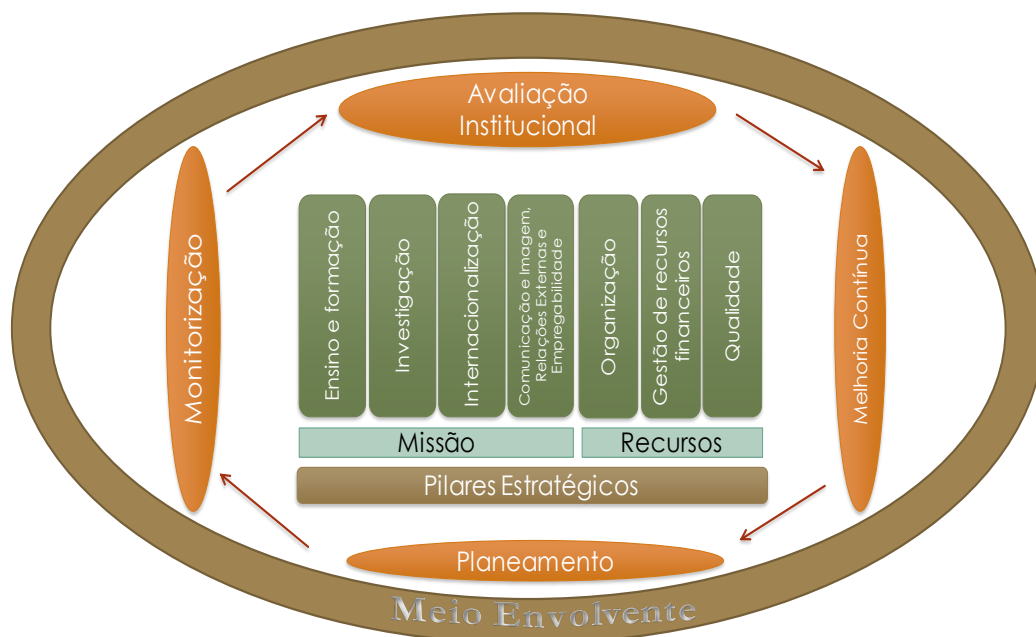 Avaliação
Institucional
Monitorização
Ensino e formação
Investigação
Internacionalização
Comunicação e Imagem,
Relações Externas e
Empregabilidade
Organização
Gestão de recursos
financeiros
Qualidade
Melhoria Contínua
Missão
Recursos
Pilares Estratégicos
Planeamento
Meio Envolvente